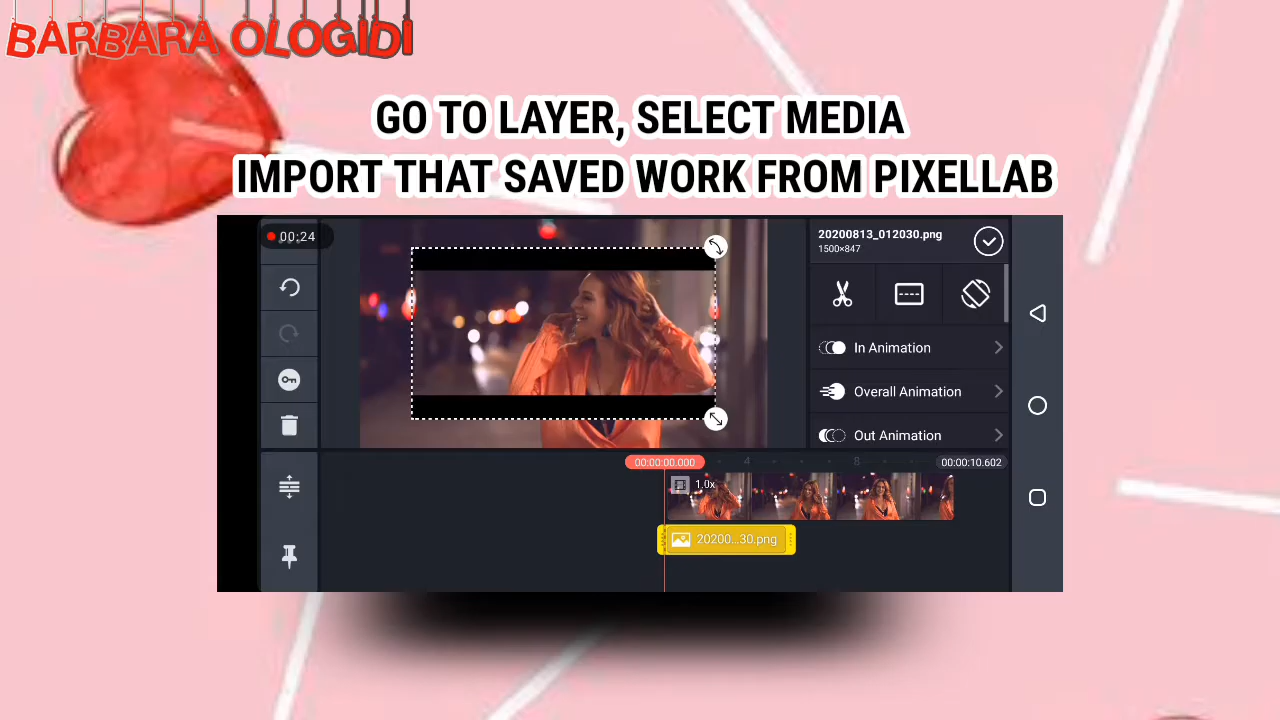 BARBARA OLOGIDI
GO TO LAYER, SELECT MEDIA
IMPORT THAT SAVED WORK FROM PIXELLAB
00:24
20200813_012030.png
1500×847
In Animation
Overall Animation
Out Animation
00:00:00.000
4
8
00:00:10.602
1.0x
20200...30.png